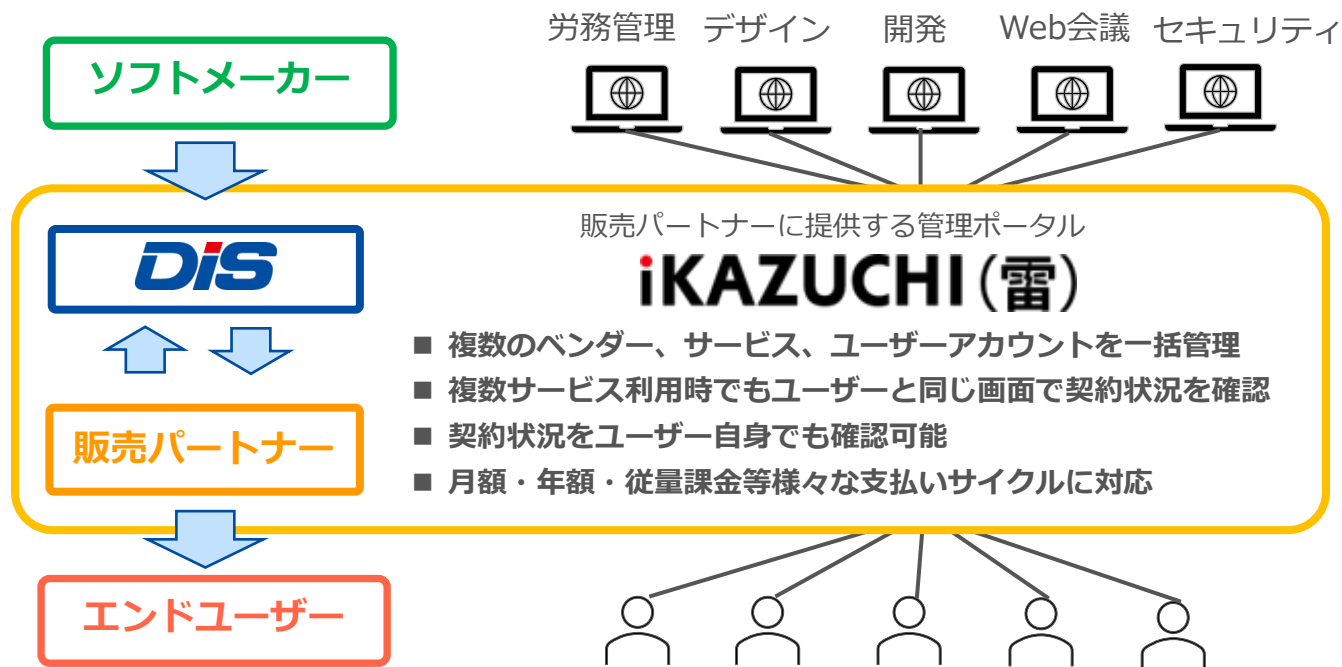 労務管理 デザイン 開発 Web会議 セキュリティ
ソフトメーカー
DiS
販売パートナーに提供する管理ポータル
iKAZUCHI(雷)
■ 複数のベンダー、サービス、ユーザーアカウントを一括管理
■ 複数サービス利用時でもユーザーと同じ画面で契約状況を確認
■ 契約状況をユーザー自身でも確認可能
■ 月額・年額・従量課金等様々な支払いサイクルに対応
販売パートナー
エンドユーザー